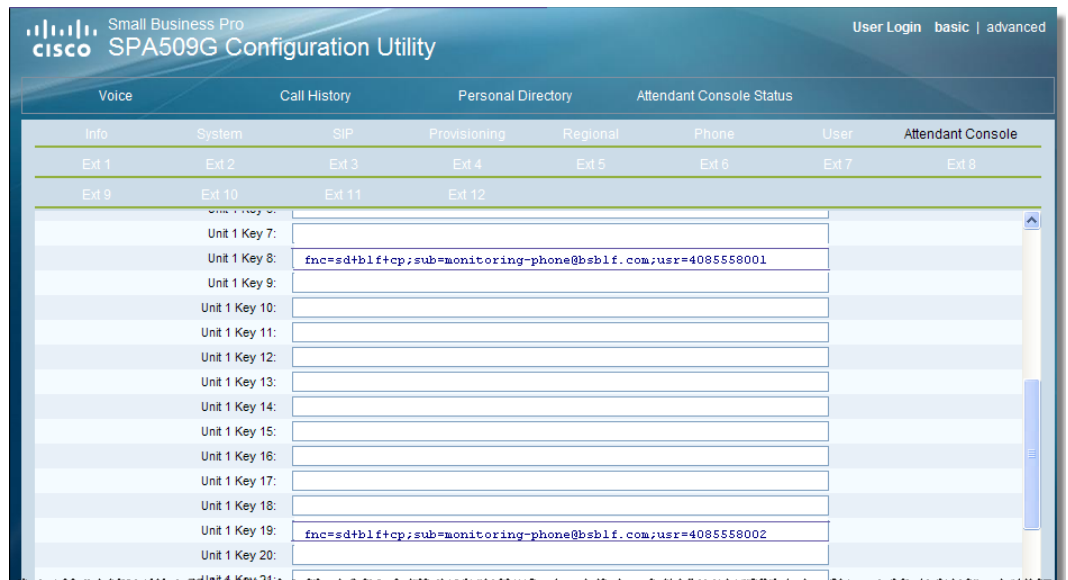 Small Business Pro
cisco SPA509G Configuration Utility
User Login basic | advanced
Voice Call History Personal Directory Attendant Console Status
Info System SIP Provisioning Regional Phone User Attendant Console
Ext 1 Ext 2 Ext 3 Ext 4 Ext 5 Ext 6 Ext 7 Ext 8
Ext 9 Ext 10 Ext 11 Ext 12
Unit 1 Key 7:
Unit 1 Key 8: fnc=sd+blf+cp;sub=monitoring-phone@bsblf.com;usr=4085558001
Unit 1 Key 9:
Unit 1 Key 10:
Unit 1 Key 11:
Unit 1 Key 12:
Unit 1 Key 13:
Unit 1 Key 14:
Unit 1 Key 15:
Unit 1 Key 16:
Unit 1 Key 17:
Unit 1 Key 18:
Unit 1 Key 19: fnc=sd+blf+cp;sub=monitoring-phone@bsblf.com;usr=4085558002
Unit 1 Key 20: